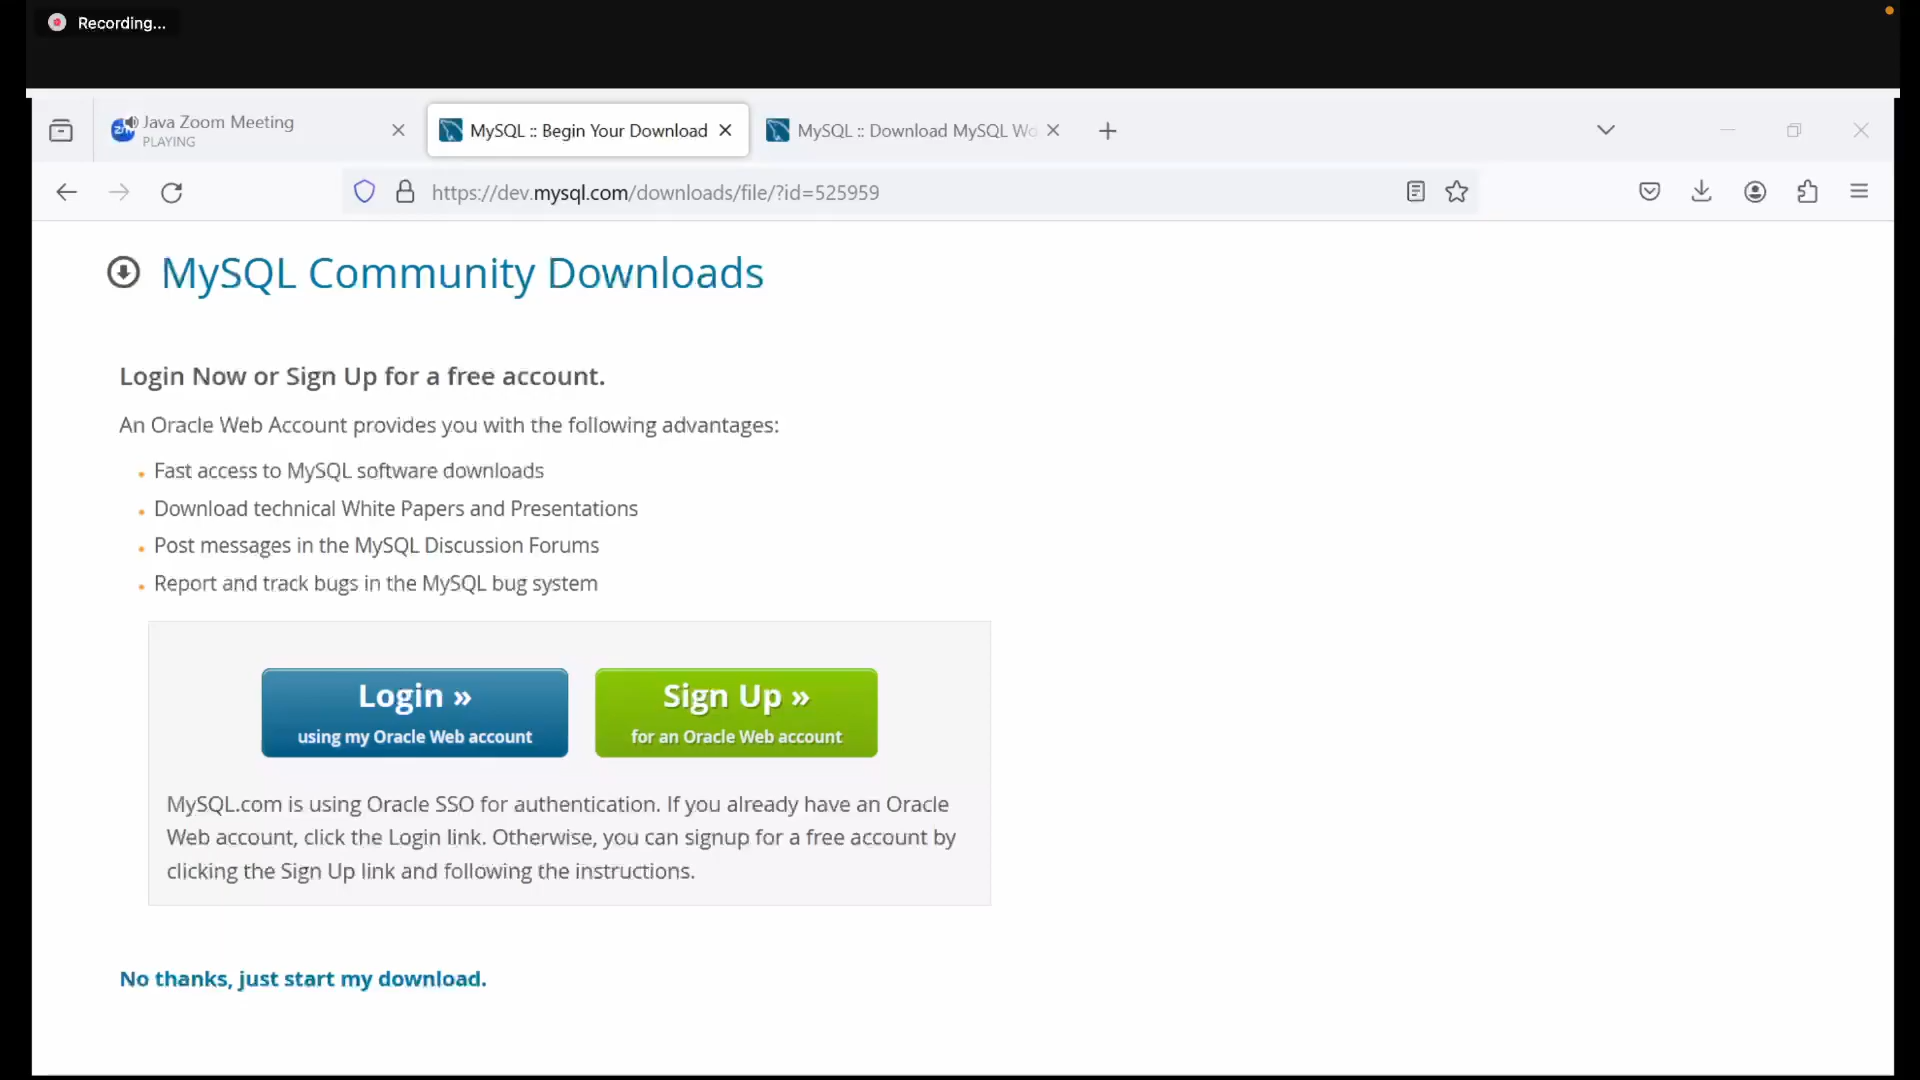 Recording...
Java Zoom Meeting
PLAYING
MySQL :: Begin Your Download
MySQL :: Download MySQL Wo
https://dev.mysql.com/downloads/file/?id=525959
MySQL Community Downloads
Login Now or Sign Up for a free account.
An Oracle Web Account provides you with the following advantages:
Fast access to MySQL software downloads
Download technical White Papers and Presentations
Post messages in the MySQL Discussion Forums
Report and track bugs in the MySQL bug system
Login »
using my Oracle Web account
Sign Up »
for an Oracle Web account
MySQL.com is using Oracle SSO for authentication. If you already have an Oracle
Web account, click the Login link. Otherwise, you can signup for a free account by
clicking the Sign Up link and following the instructions.
No thanks, just start my download.